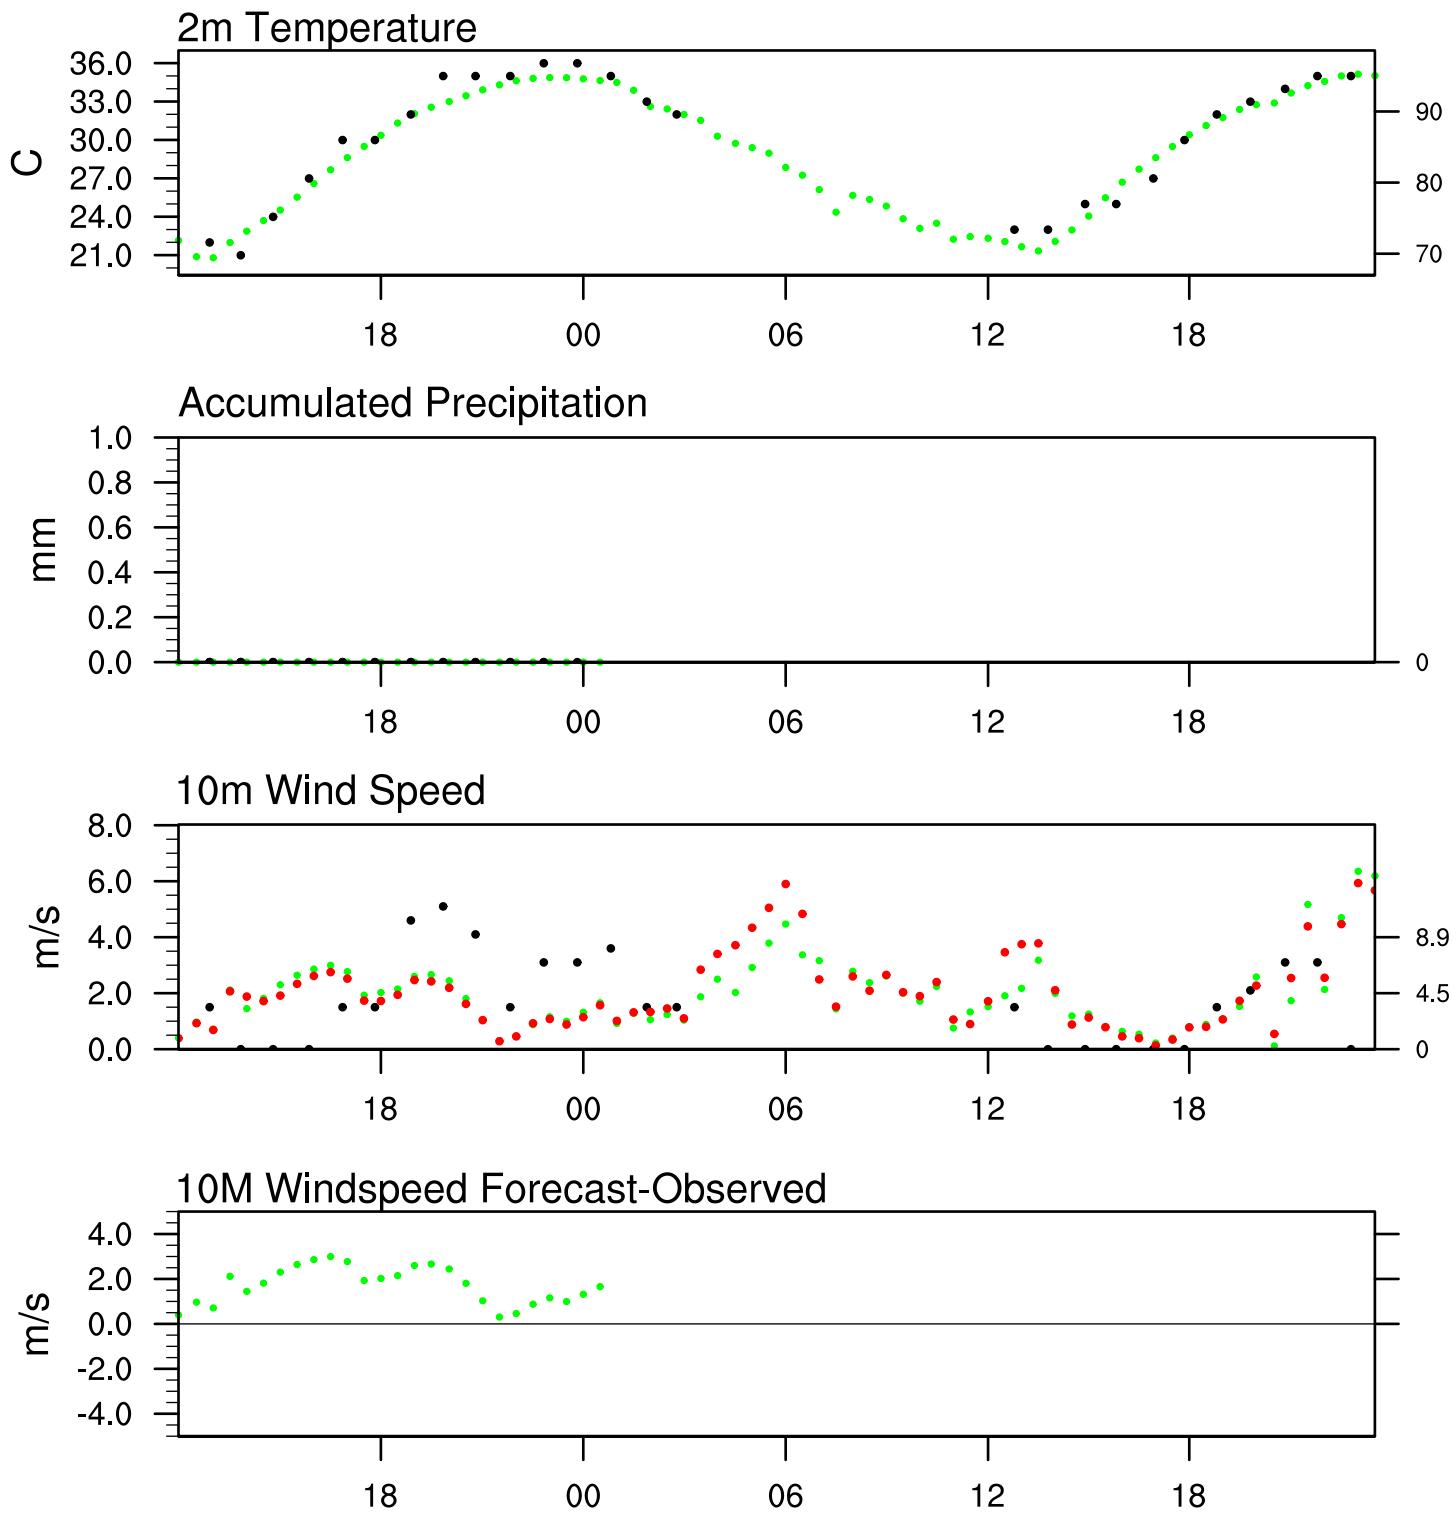 2m Temperature
36.0
33.0
30.0
27.0
24.0
21.0
C
90
80
70
18 00 06 12 18
Accumulated Precipitation
1.0
0.8
0.6
0.4
0.2
0.0
mm
0
18 00 06 12 18
10m Wind Speed
8.0
6.0
4.0
2.0
0.0
m/s
8.9
4.5
0
18 00 06 12 18
10M Windspeed Forecast-Observed
4.0
2.0
0.0
-2.0
-4.0
m/s
18 00 06 12 18